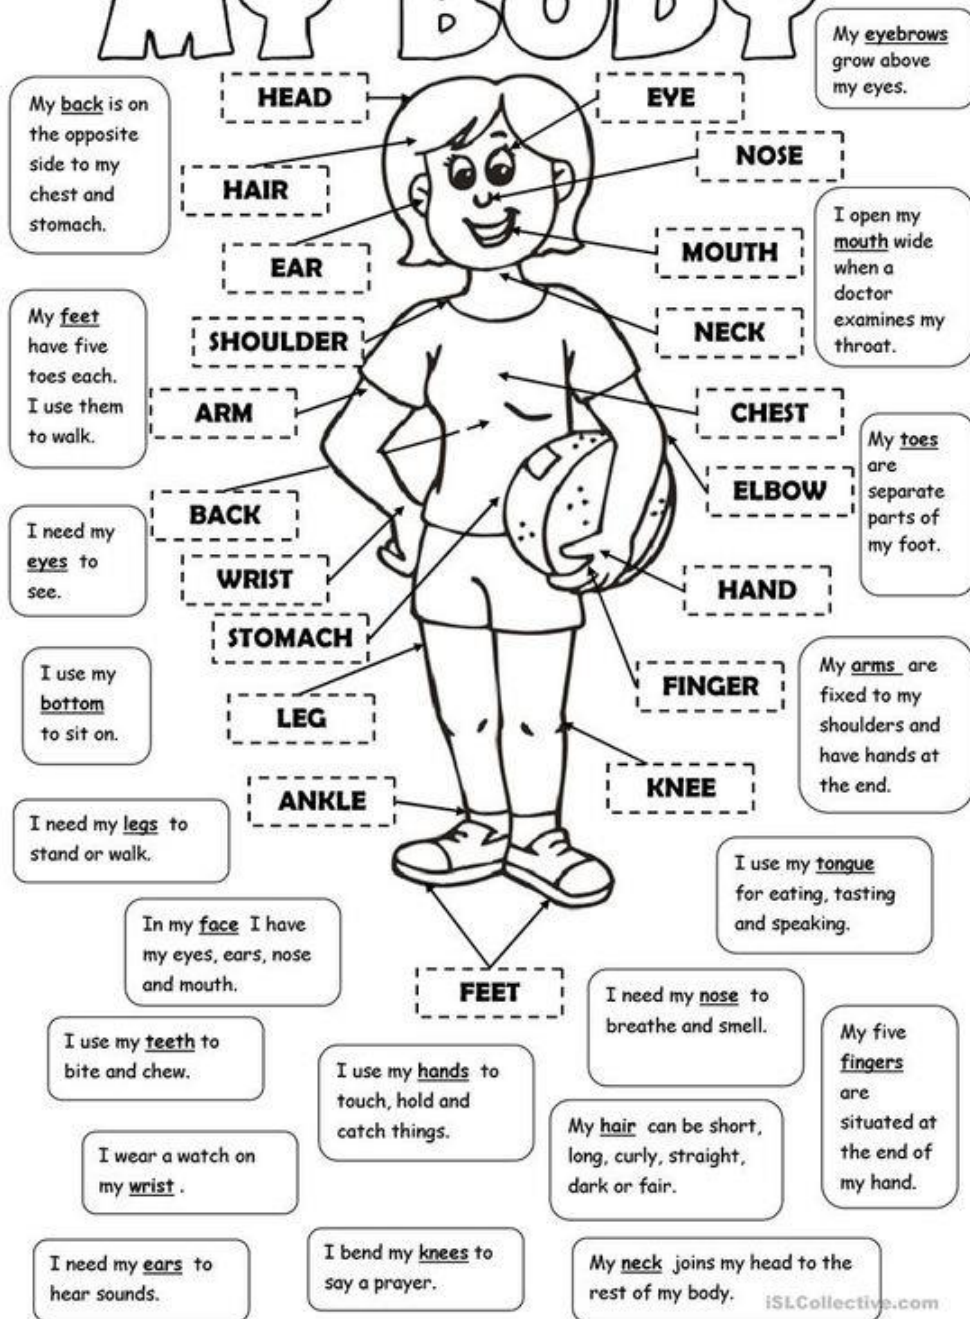 MY BODY
My eyebrows
grow above
my eyes.
HEAD
EYE
My back is on
the opposite
side to my
chest and
stomach.
NOSE
HAIR
I open my
mouth wide
when a
doctor
examines my
throat.
MOUTH
EAR
My feet
have five
toes each.
I use them
to walk.
SHOULDER
NECK
ARM
CHEST
My toes
are
separate
parts of
my foot.
ELBOW
BACK
I need my
eyes to
see.
WRIST
HAND
STOMACH
I use my
bottom
to sit on.
FINGER
My arms are
fixed to my
shoulders and
have hands at
the end.
LEG
KNEE
ANKLE
I need my legs to
stand or walk.
I use my tongue
for eating, tasting
and speaking.
In my face I have
my eyes, ears, nose
and mouth.
FEET
I need my nose to
breathe and smell.
My five
fingers
are
situated at
the end of
my hand.
I use my teeth to
bite and chew.
I use my hands to
touch, hold and
catch things.
My hair can be short,
long, curly, straight,
dark or fair.
I wear a watch on
my wrist .
I need my ears to
hear sounds.
I bend my knees to
say a prayer.
My neck joins my head to the
rest of my body.
iSLCollective.com